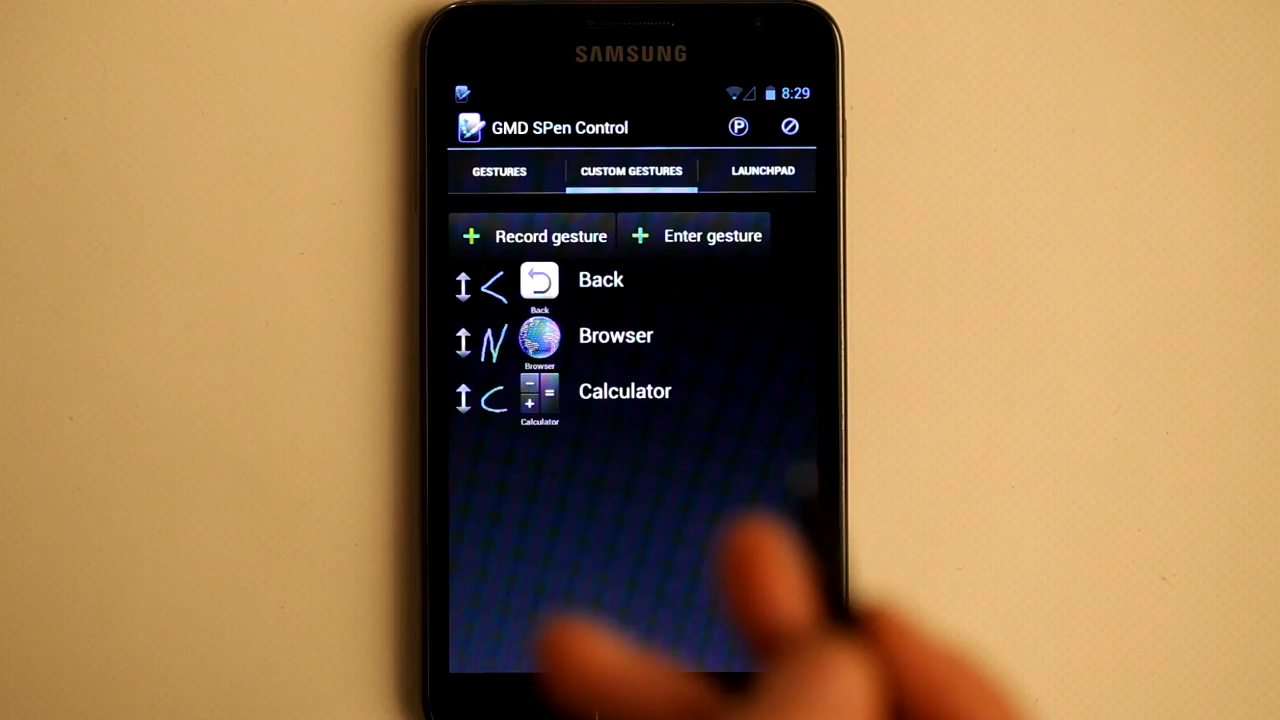 SAMSUNG
8:29
GMD SPen Control
GESTURES CUSTOM GESTURES LAUNCHPAD
+ Record gesture + Enter gesture
Back
Back
Browser
Browser
Calculator
Calculator